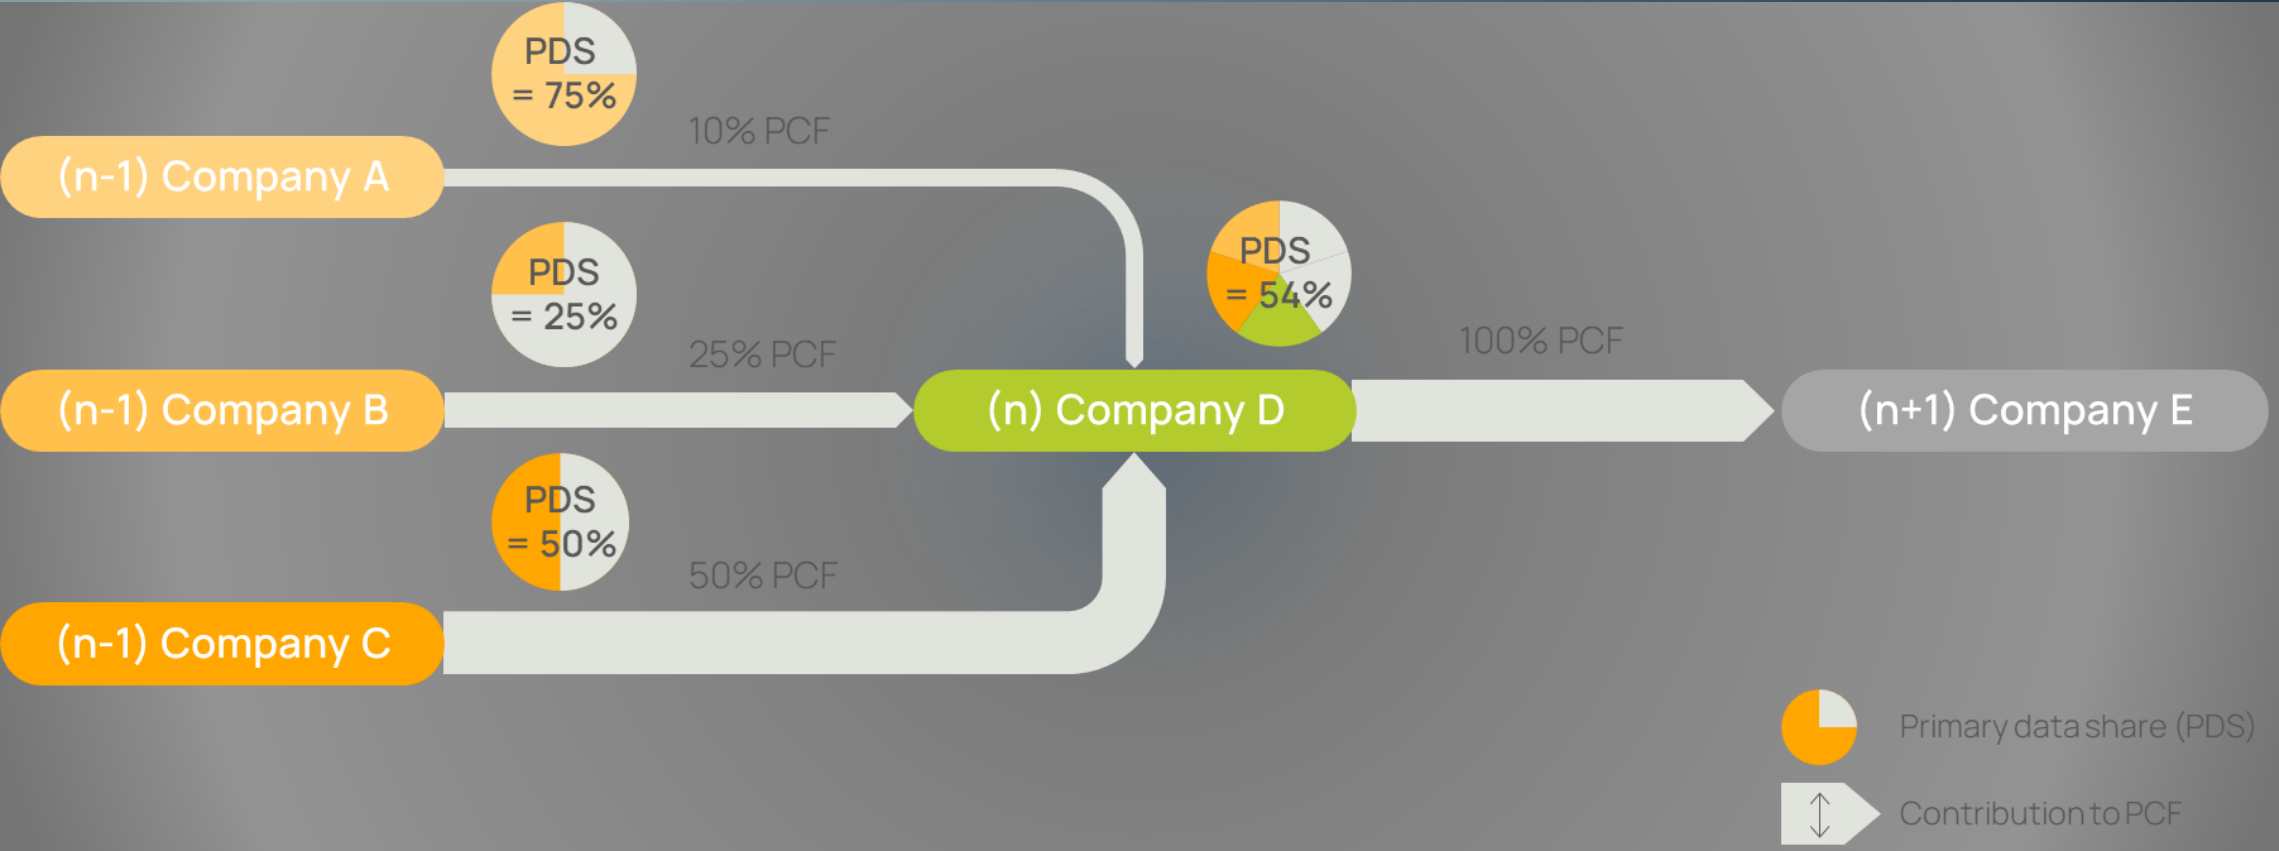 PDS
= 75%
10% PCF
(n-1) Company A
PDS
= 25%
25% PCF
(n-1) Company B
PDS
= 50%
50% PCF
(n-1) Company C
PDS
= 54%
(n) Company D
100% PCF
(n+1) Company E
Primary data share (PDS)
Contribution to PCF